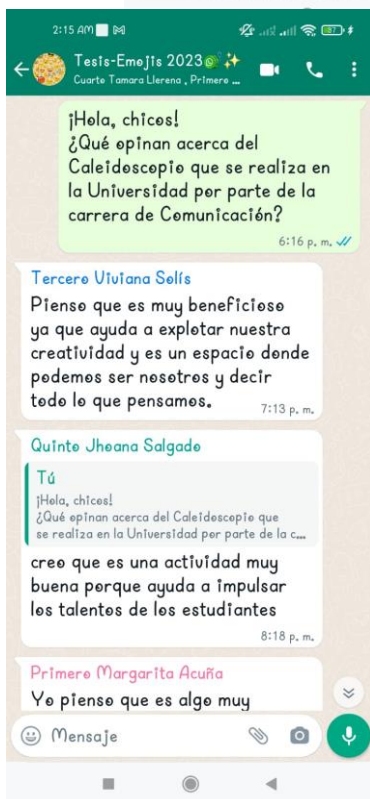 2:15 AM
87
Tesis-Emojis 2023
Cuarto Tamara Llerena , Primero ...
¡Hola, chicos!
¿Qué opinan acerca del
Caleidoscopio que se realiza en
la Universidad por parte de la
carrera de Comunicación?
6:16 p. m.
Tercero Viviana Solís
Pienso que es muy beneficioso
ya que ayuda a explotar nuestra
creatividad y es un espacio donde
podemos ser nosotros y decir
todo lo que pensamos.
7:13 p. m.
Quinto Jhoana Salgado
Tú
¡Hola, chicos!
¿Qué opinan acerca del Caleidoscopio que
se realiza en la Universidad por parte de la c...
creo que es una actividad muy
buena porque ayuda a impulsar
los talentos de los estudiantes
8:18 p. m.
Primero Margarita Acuña
Yo pienso que es algo muy
Mensaje